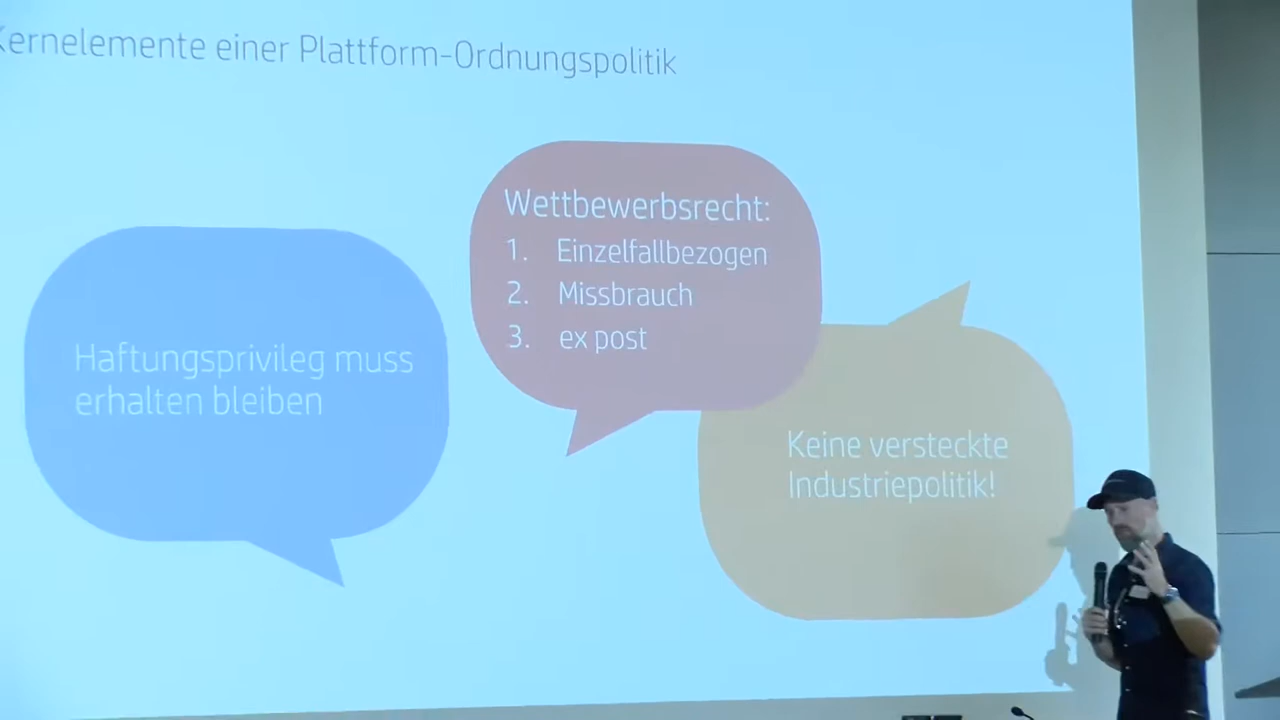 Kernelemente einer Plattform-Ordnungspolitik
Haftungsprivileg muss
erhalten bleiben
Wettbewerbsrecht:
1. Einzelfallbezogen
2. Missbrauch
3. ex post
Keine versteckte
Industriepolitik!